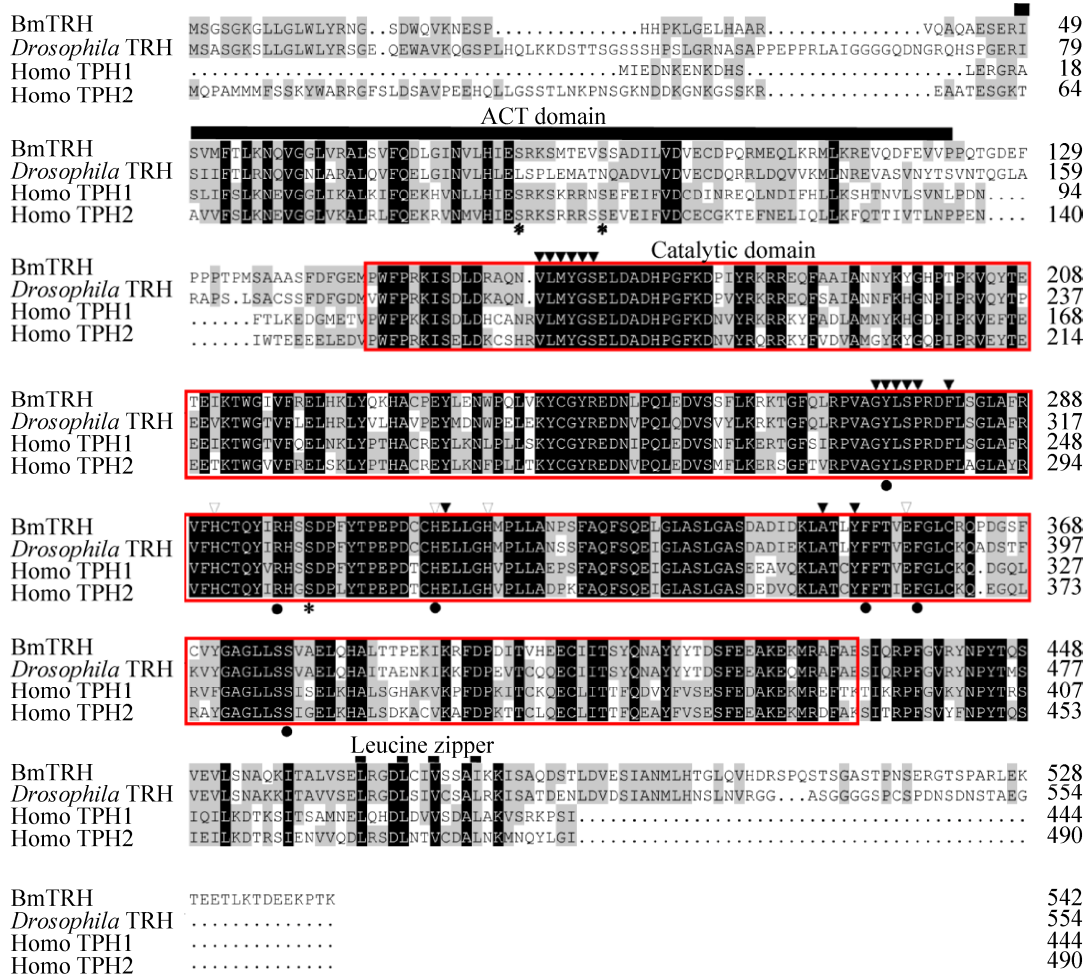 BmTRH MSGSGKGLLGLWLYRNG..SDWQVKNESP..............HHPKLGELHAAR...............VQAQAESERI 49
Drosophila TRH MSASGKSLLGLWLYRSGE.QEWAVKQGSPLHQLKKDSTTSGSSSHPSLGRNASAPPEPPRLAIGGGGQDNGRQHSPGERI 79
Homo TPH1 .........................................MIEDNKENKDHS.....................LERGRA 18
Homo TPH2 MQPAMMMFSSKYWARRGFSLDSAVPEEHQLLGSSTLNKPNSGKNDDKGNKGSSKR................EAATESGKT 64
ACT domain
BmTRH SVMFTLKNQVGGLVRALSVFQDLGINVLHIESRKSMTEVSSADILVDVECDPQRMEQLKRMLKREVQDFEVVPPQTGDEF 129
Drosophila TRH SIIFTLRNQVGNLARALQVFQELGINVLHLELSPLEMATNQADVLVDVECDQRRLDQVVKMLNREVASVNYTSVNTQGLA 159
Homo TPH1 SLIFSLKNEVGGLIKALKIFQEKHVNLLHIESRKSKRRNSEFEIFVDCDINREQLNDIFHLLKSHTNVLSVNLPDN.... 94
Homo TPH2 AVVFSLKNEVGGLVKALRLFQEKRVNMVHIESRKSRRRSSEVEIFVDCECGKTEFNELIQLLKFQTTIVTLNPPEN.... 140
* *
Catalytic domain
BmTRH PPPTPMSAAASFDFGEMPWFPRKISDLDRAQN.VLMYGSELDADHPGFKDPIYRKRREQFAAIANNYKYGHPIPKVQYTE 208
Drosophila TRH RAPS.LSACSSFDFGDMVWFPRKISDLDKAQN.VLMYGSELDADHPGFKDPVYRKRREQFSAIANNFKHGNPIPRVQYTP 237
Homo TPH1 ......FTLKEDGMETVPWFPKKISDLDHCANRVLMYGSELDADHPGFKDNVYRKRRKYFADLAMNYKHGDPIPKVEFTE 168
Homo TPH2 ......IWTEEEELEDVPWFPRKISELDKCSHRVLMYGSELDADHPGFKDNVYRQRRKYFVDVAMGYKYGQPIPRVEYTE 214
BmTRH TEIKTWGIVFRELHKLYQKHACPEYLENWPQLVKYCGYREDNLPQLEDVSSFLKRKTGFQLRPVAGYLSPRDFLSGLAFR 288
Drosophila TRH EEVKTWGVVFLELHRLYVLHAVPEYMDNWPELEKYCGYREDNLPQLQDVSVYLKRKTGFQLRPVAGYLSPRDFLSGLAFR 317
Homo TPH1 EEIKTWGTVFQELNKLYPTHACREYLKNLPLLSKYCGYREDNIPQLEDVSNFLKERTGFSIRPVAGYLSPRDFLSGLAFR 248
Homo TPH2 EETKTWGVVFRELSKLYPTHACREYLKNFPLLTKYCGYREDNVPQLEDVSMFLKERSGFTVRPVAGYLSPRDFLAGLAYR 294
BmTRH VFHCTQYIRHSSDPFYTPEPDCCHELLGHMPLLANPSFAQFSQELGLASLGASDADIDKLATLYFFTVEFGLCRQPDGSF 368
Drosophila TRH VFHCTQYIRHSSDPFYTPEPDCCHELLGHMPLLANSSFAQFSQEIGLASLGASDADIEKLATLYFFTVEFGLCKQADSTF 397
Homo TPH1 VFHCTQYVRHSSDPFYTPEPDTCHELLGHVPLLAEPSFAQFSQEIGLASLGASEEAVQKLATCYFFTVEFGLCKQ.DGQL 327
Homo TPH2 VFHCTQYIRHGSDPLYTPEPDTCHELLGHVPLLADPKFAQFSQEIGLASLGASDEDVQKLATCYFFTIEFGLCKQ.EGQL 373
*
BmTRH CVYGAGLLSSVAELQHALTTPEKIKRFDPDITVHEECIITSYQNAYYYTDSFEEAKEKMRAFAESIQRPFGVRYNPYTQS 448
Drosophila TRH KVYGAGLLSSVAELQHAITAENKIKKFDPEVTCQQECIITSYQNAYYYTDSFEEAKEKMRAFAESIQRPFGVRYNPYTMS 477
Homo TPH1 RVFGAGLLSSISELKHALSGHAKVKPFDPKITCKQECLITTFQDVYFVSESFEDAKEKMREFTKTIKRPFGVKYNPYTRS 407
Homo TPH2 RAYGAGLLSSIGELKHALSDKACVKAFDPKTTCLQECLITTFQEAYFVSESFEEAKEKMRDFAKSITRPFSVYFNPYTQS 453
Leucine zipper
BmTRH VEVLSNAQKITALVSELRGDLCIVSSAIKKISAQDSTLDVESIANMLHTGLQVHDRSPQSTSGASTPNSERGTSPARLEK 528
Drosophila TRH VEVLSNAKKITAVVSELRGDLSIVCSALRKISATDENLDVDSIANMLHNSLNVRGG...ASGGGGSPCSPDNSDNSTAEG 554
Homo TPH1 IQILKDTKSITSAMNELQHDLDVVSDALAKVSRKPSI........................................... 444
Homo TPH2 IEILKDTRSIENVVQDLRSDLNTVCDALNKMNQYLGI........................................... 490
BmTRH TEETLKTDEEKPTK 542
Drosophila TRH .............. 554
Homo TPH1 .............. 444
Homo TPH2 .............. 490